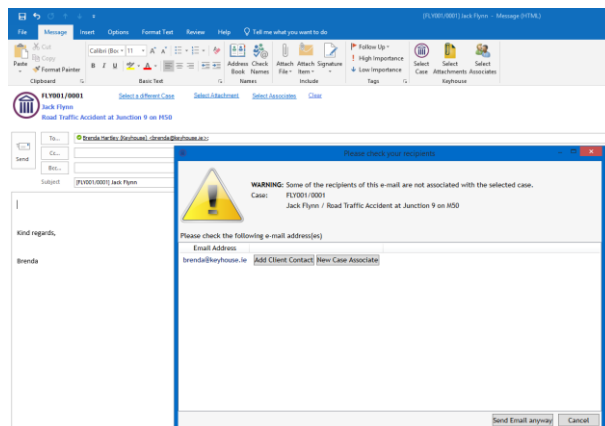 [FLY001/0001] Jack Flynn - Message (HTML)
File Message Insert Options Format Text Review Help Tell me what you want to do
Paste
Cut
Copy
Format Painter
Clipboard
Calibri (Boc 11
B I U
Basic Text
Address Book
Check Names
Names
Attach File
Attach Item
Signature
Include
Follow Up
High Importance
Low Importance
Tags
Select Case
Select Attachments
Select Associates
Keyhouse
FLY001/0001 Select a different Case Select Attachment Select Associates Clear
Jack Flynn
Road Traffic Accident at Junction 9 on M50
Send
To... Brenda Hartley (Keyhouse) <brenda@keyhouse.ie>;
Cc...
Bcc...
Subject [FLY001/0001] Jack Flynn
Kind regards,
Brenda
Please check your recipients
WARNING: Some of the recipients of this e-mail are not associated with the selected case.
Case: FLY001/0001
Jack Flynn / Road Traffic Accident at Junction 9 on M50
Please check the following e-mail address(es)
Email Address
brenda@keyhouse.ie Add Client Contact New Case Associate
Send Email anyway Cancel